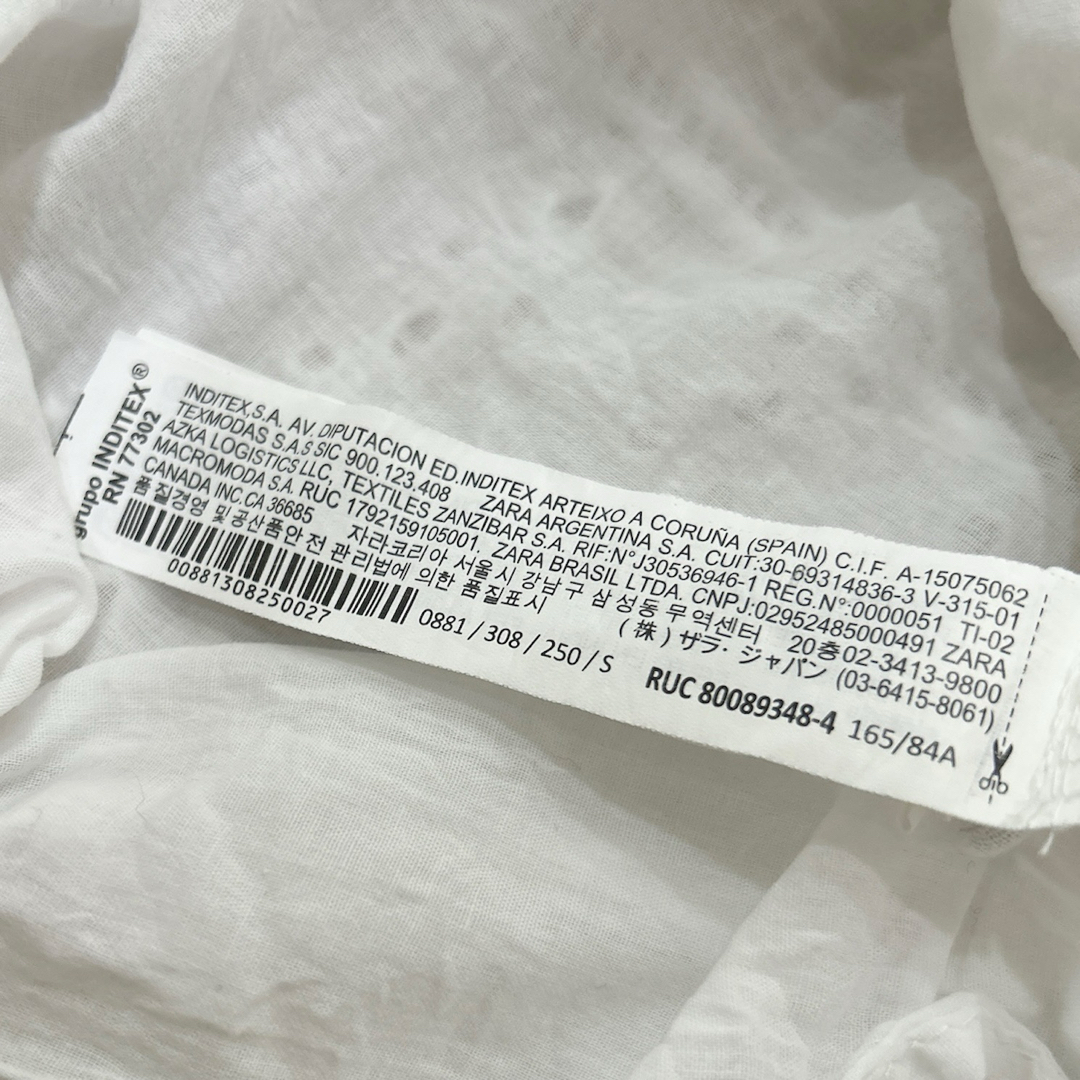 grupo INDITEX®
RN 77302
INDITEX,S.A. AV. DIPUTACION ED.INDITEX ARTEIXO A CORUÑA (SPAIN) C.I.F. A-15075062
TEXMODAS S.A.S SIC 900.123.408 ZARA ARGENTINA S.A. CUIT:30-69314836-3 V-315-01
AZKA LOGISTICS LLC, TEXTILES ZANZIBAR S.A. RIF:N°J30536946-1 REG.N°:0000051 TI-02
MACROMODA S.A. RUC 1792159105001. ZARA BRASIL LTDA. CNPJ:02952485000491 ZARA
CANADA INC. CA 36685 자라코리아 서울시 강남구 삼성동 무역센터 20층02-3413-9800
품질경영 및 공산품안전 관리법에 의한 품질표시 (株) ザラ・ジャパン (03-6415-8061)
00881308250027
0881 / 308 / 250 / S
RUC 80089348-4 165/84A